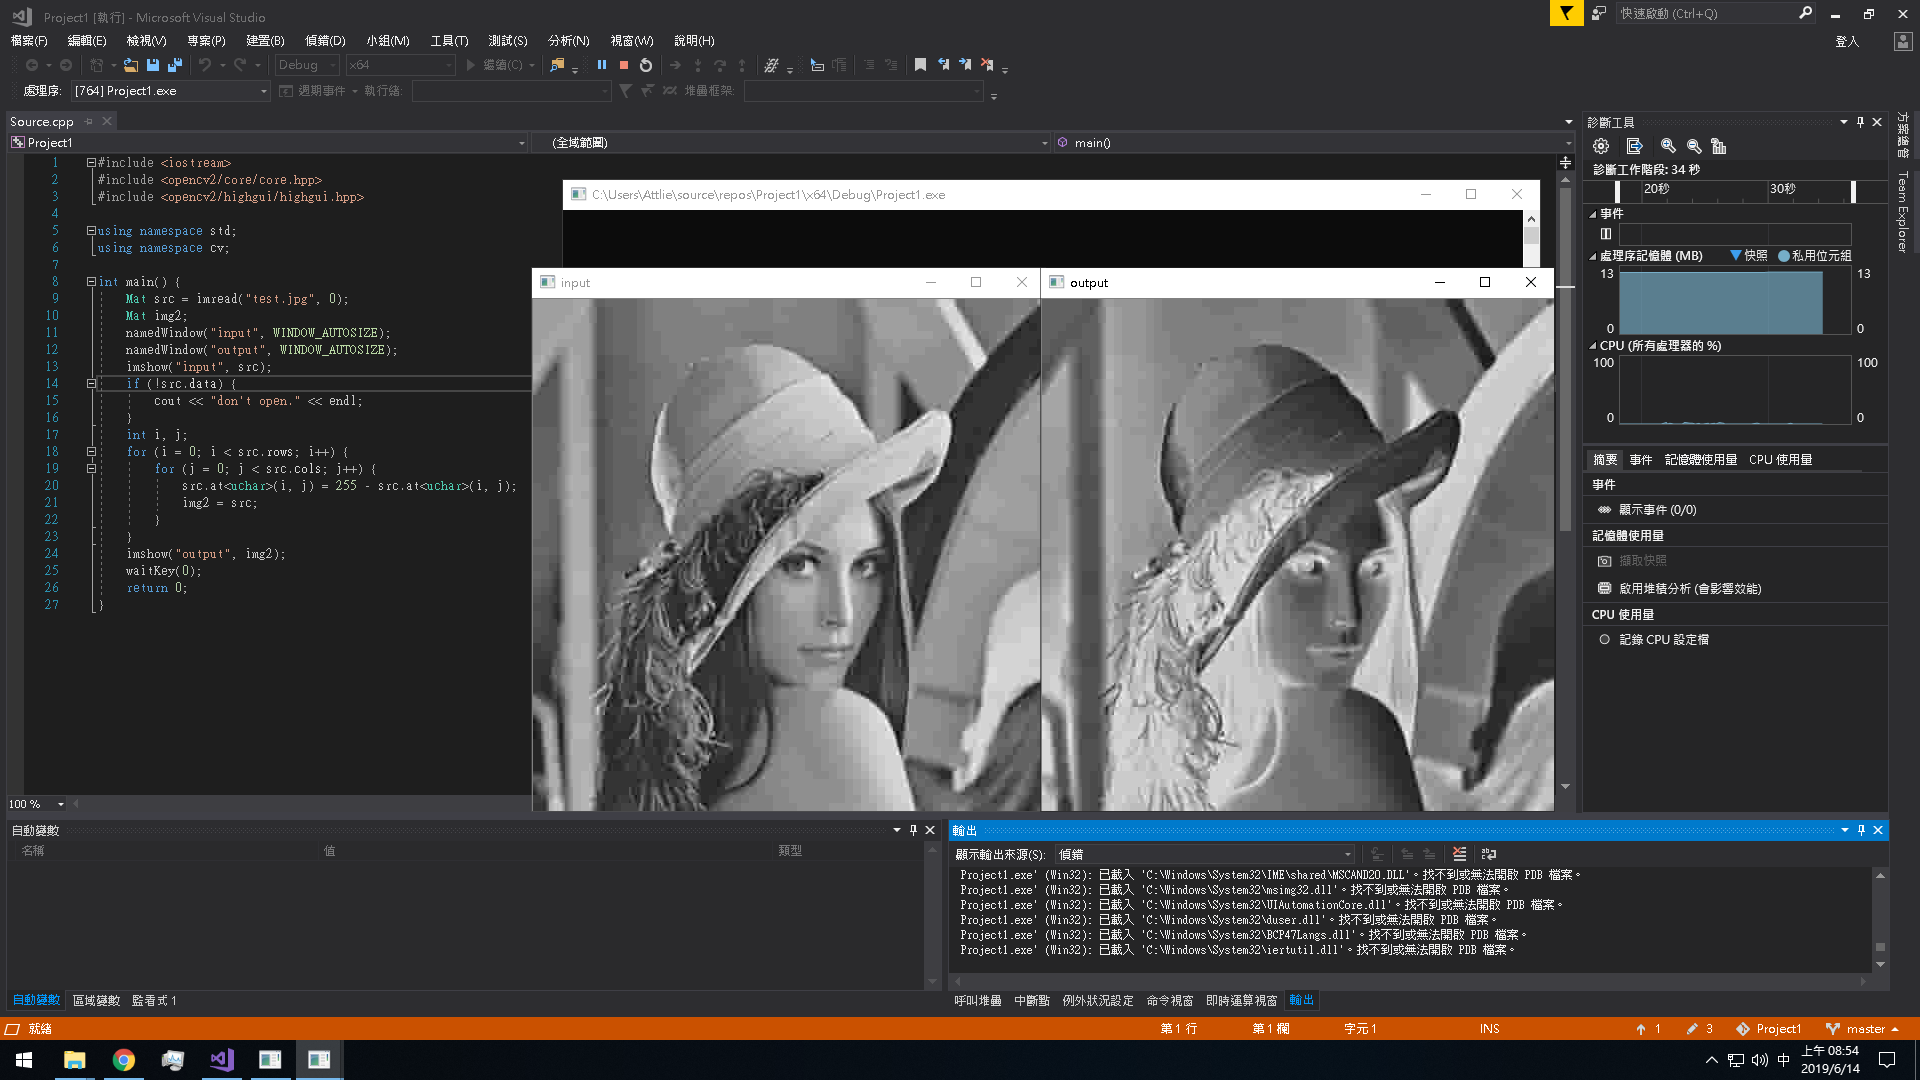 Project1 [執行] - Microsoft Visual Studio
快速啟動 (Ctrl+Q)
檔案(F) 編輯(E) 檢視(V) 專案(P) 建置(B) 偵錯(D) 小組(M) 工具(T) 測試(S) 分析(N) 視窗(W) 說明(H)
登入
Debug x64 繼續(C)
處理序: [764] Project1.exe 週期事件 執行緒: 堆疊框架:
Source.cpp
Project1 (全域範圍) main()
1 #include <iostream>
2 #include <opencv2/core/core.hpp>
3 #include <opencv2/highgui/highgui.hpp>
4
5 using namespace std;
6 using namespace cv;
7
8 int main() {
9 Mat src = imread("test.jpg", 0);
10 Mat img2;
11 namedWindow("input", WINDOW_AUTOSIZE);
12 namedWindow("output", WINDOW_AUTOSIZE);
13 imshow("input", src);
14 if (!src.data) {
15 cout << "don't open." << endl;
16 }
17 int i, j;
18 for (i = 0; i < src.rows; i++) {
19 for (j = 0; j < src.cols; j++) {
20 src.at<uchar>(i, j) = 255 - src.at<uchar>(i, j);
21 img2 = src;
22 }
23 }
24 imshow("output", img2);
25 waitKey(0);
26 return 0;
27 }
100 %
C:\Users\Attlie\source\repos\Project1\x64\Debug\Project1.exe
input
output
診斷工具
診斷工作階段: 34 秒
20秒 30秒
事件
處理序記憶體 (MB) 快照 私用位元組
13 13
0 0
CPU (所有處理器的 %)
100 100
0 0
摘要 事件 記憶體使用量 CPU 使用量
事件
顯示事件 (0/0)
記憶體使用量
擷取快照
啟用堆積分析 (會影響效能)
CPU 使用量
記錄 CPU 設定檔
方案總管
Team Explorer
自動變數
名稱 值 類型
自動變數 區域變數 監看式 1
輸出
顯示輸出來源(S): 偵錯
Project1.exe' (Win32): 已載入 'C:\Windows\System32\IME\shared\MSCAND20.DLL'。找不到或無法開啟 PDB 檔案。
Project1.exe' (Win32): 已載入 'C:\Windows\System32\msimg32.dll'。找不到或無法開啟 PDB 檔案。
Project1.exe' (Win32): 已載入 'C:\Windows\System32\UIAutomationCore.dll'。找不到或無法開啟 PDB 檔案。
Project1.exe' (Win32): 已載入 'C:\Windows\System32\duser.dll'。找不到或無法開啟 PDB 檔案。
Project1.exe' (Win32): 已載入 'C:\Windows\System32\BCP47Langs.dll'。找不到或無法開啟 PDB 檔案。
Project1.exe' (Win32): 已載入 'C:\Windows\System32\iertutil.dll'。找不到或無法開啟 PDB 檔案。
呼叫堆疊 中斷點 例外狀況設定 命令視窗 即時運算視窗 輸出
就緒 第 1 行 第 1 欄 字元 1 INS 1 3 Project1 master
中 上午 08:54
2019/6/14